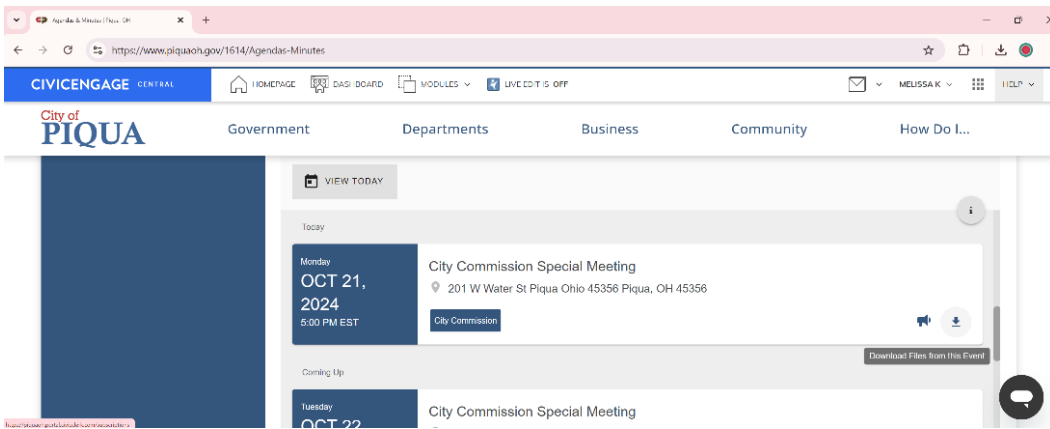 Agendas & Minutes | Piqua, OH
https://www.piquaoh.gov/1614/Agendas-Minutes
CIVICENGAGE CENTRAL HOMEPAGE DASHBOARD MODULES LIVE EDIT IS OFF MELISSA K HELP
City of
PIQUA
Government Departments Business Community How Do I...
VIEW TODAY
i
Today
Monday
OCT 21,
2024
5:00 PM EST
City Commission Special Meeting
201 W Water St Piqua Ohio 45356 Piqua, OH 45356
City Commission
Download Files from this Event
Coming Up
Tuesday
OCT 22
City Commission Special Meeting